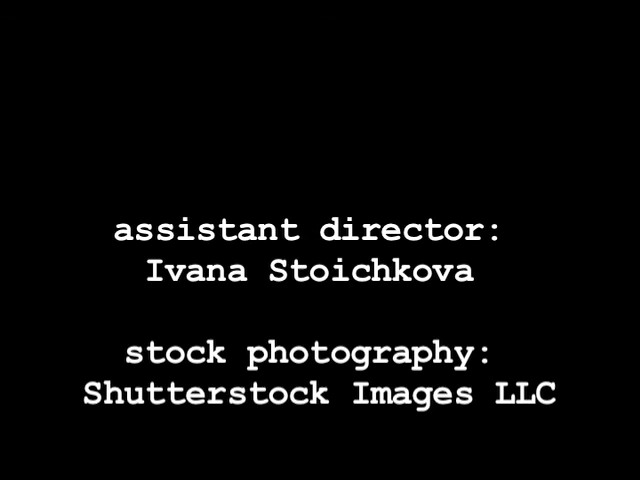 assistant director:
Ivana Stoichkova
stock photography:
Shutterstock Images LLC